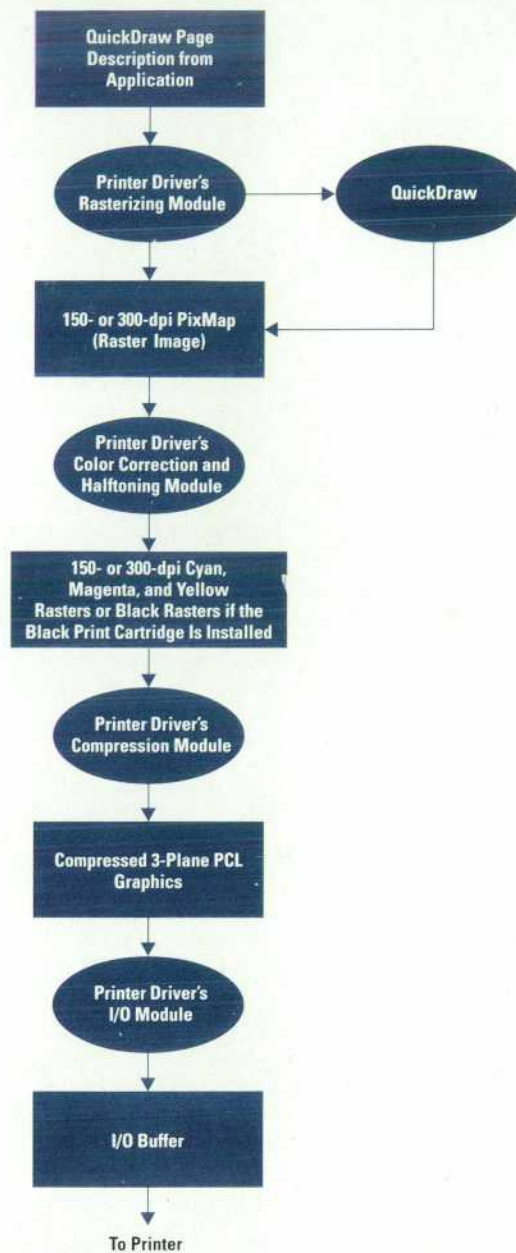 QuickDraw Page
Description from
Application
Printer Driver's
Rasterizing Module
QuickDraw
150- or 300-dpi PixMap
(Raster Image)
Printer Driver's
Color Correction and
Halftoning Module
150- or 300-dpi Cyan,
Magenta, and Yellow
Rasters or Black Rasters if the
Black Print Cartridge Is Installed
Printer Driver's
Compression Module
Compressed 3-Plane PCL
Graphics
Printer Driver's
I/O Module
I/O Buffer
To Printer